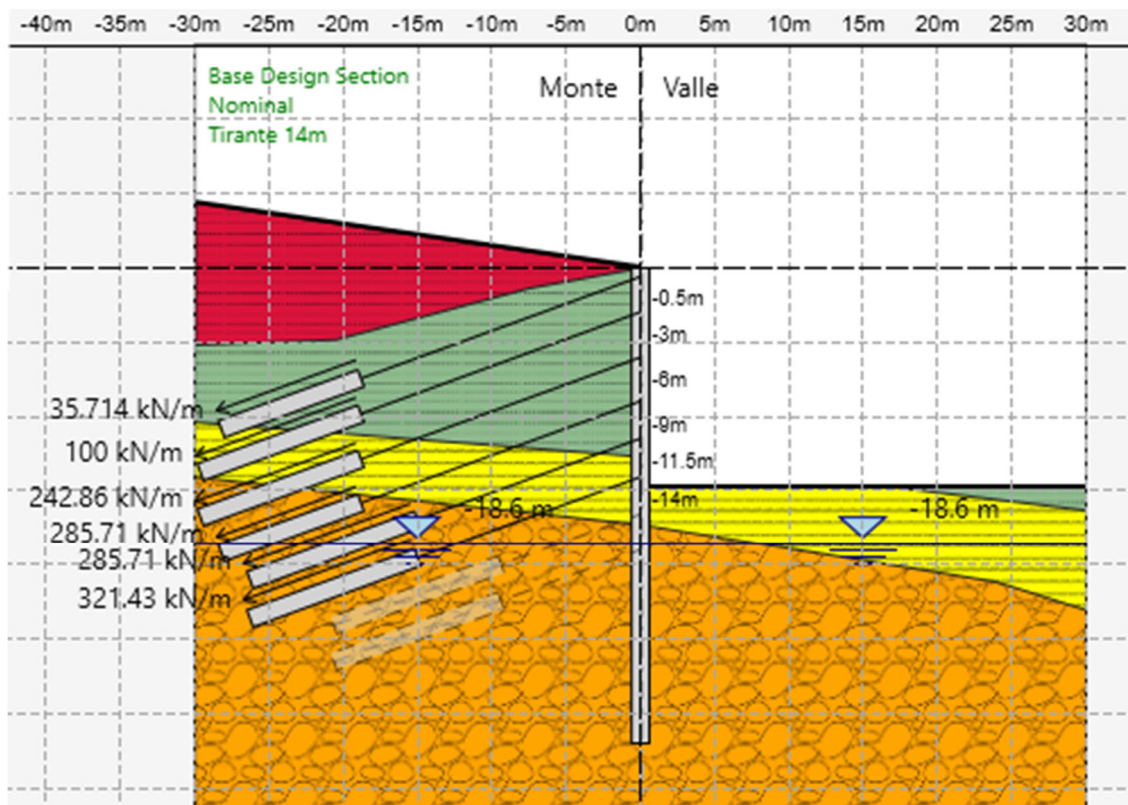 -40m -35m -30m -25m -20m -15m -10m -5m 0m 5m 10m 15m 20m 25m 30m
Base Design Section
Nominal
Tirante 14m
Monte Valle
-0.5m
-3m
-6m
-9m
-11.5m
-14m
35.714 kN/m
100 kN/m
242.86 kN/m
285.71 kN/m
285.71 kN/m
321.43 kN/m
-18.6 m
-18.6 m